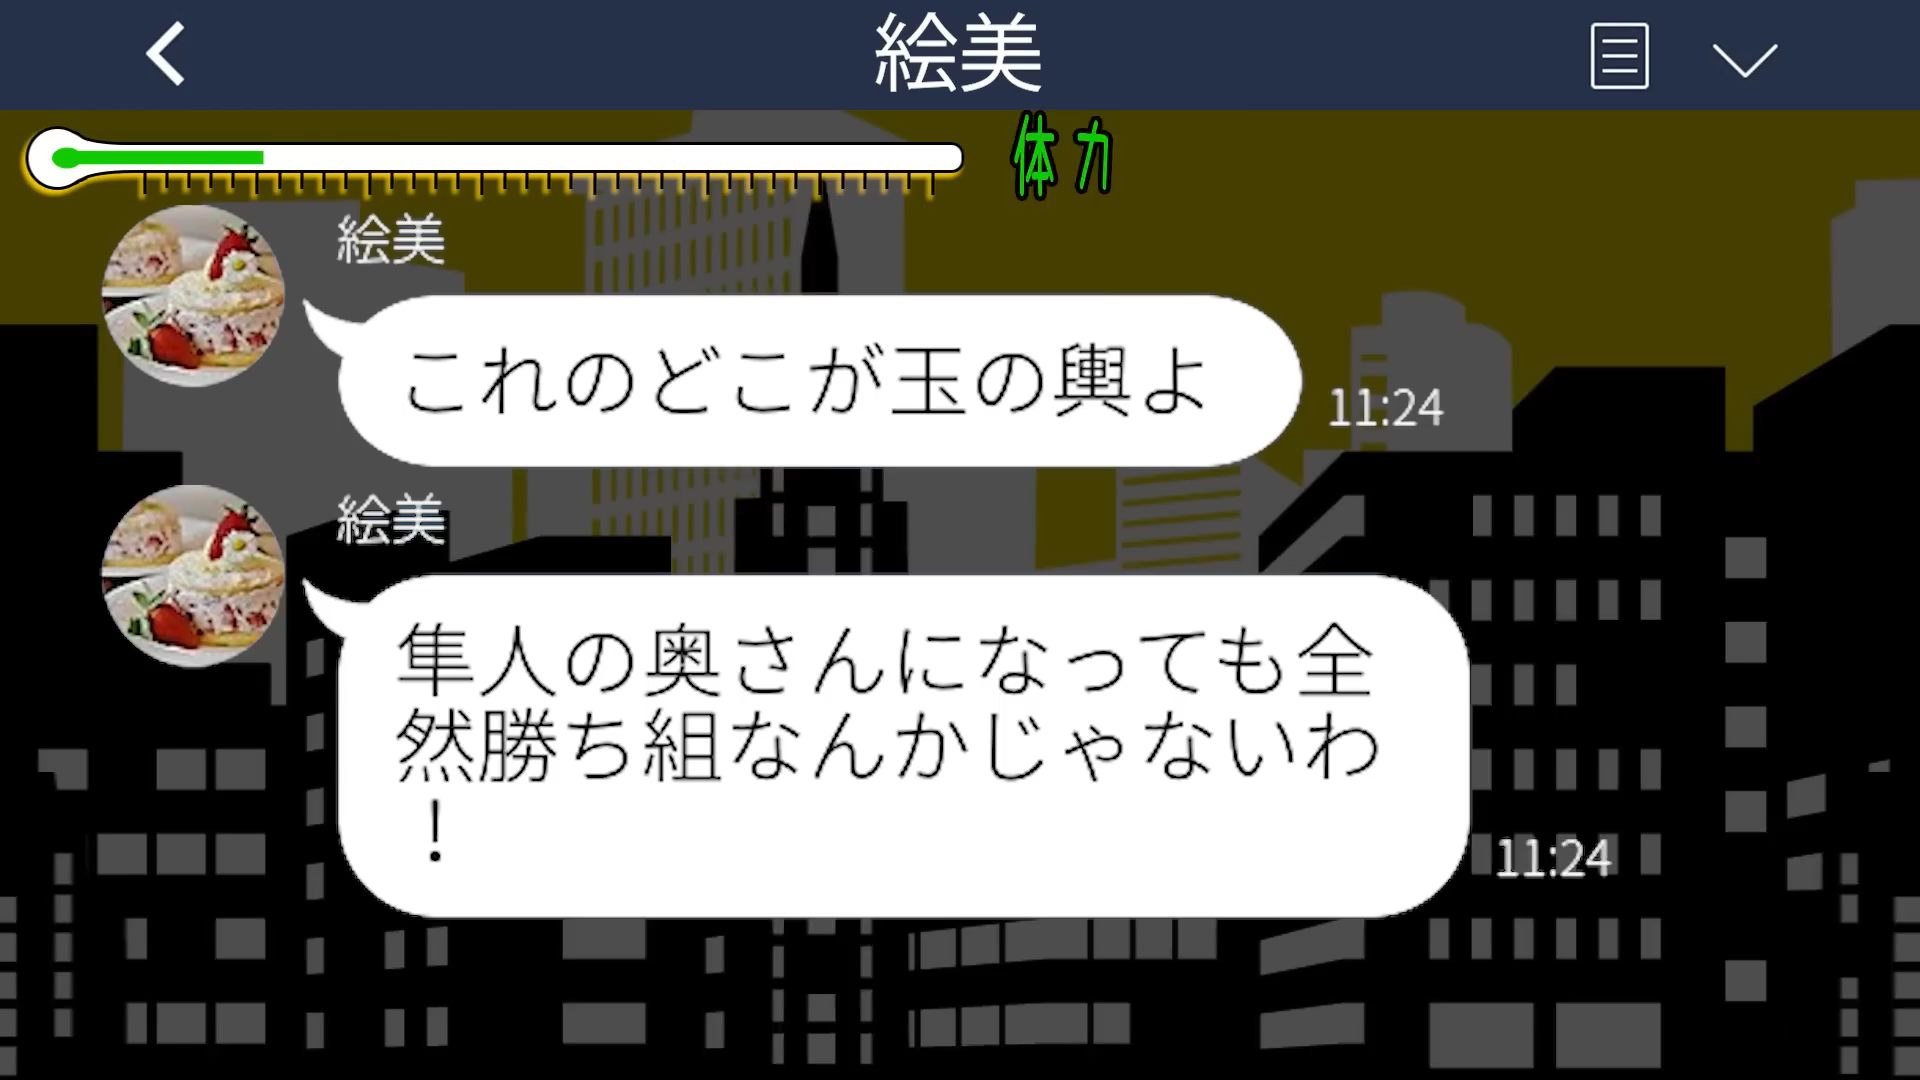 絵美
体力
絵美
これのどこが玉の輿よ
11:24
絵美
隼人の奥さんになっても全
然勝ち組なんかじゃないわ
！
11:24